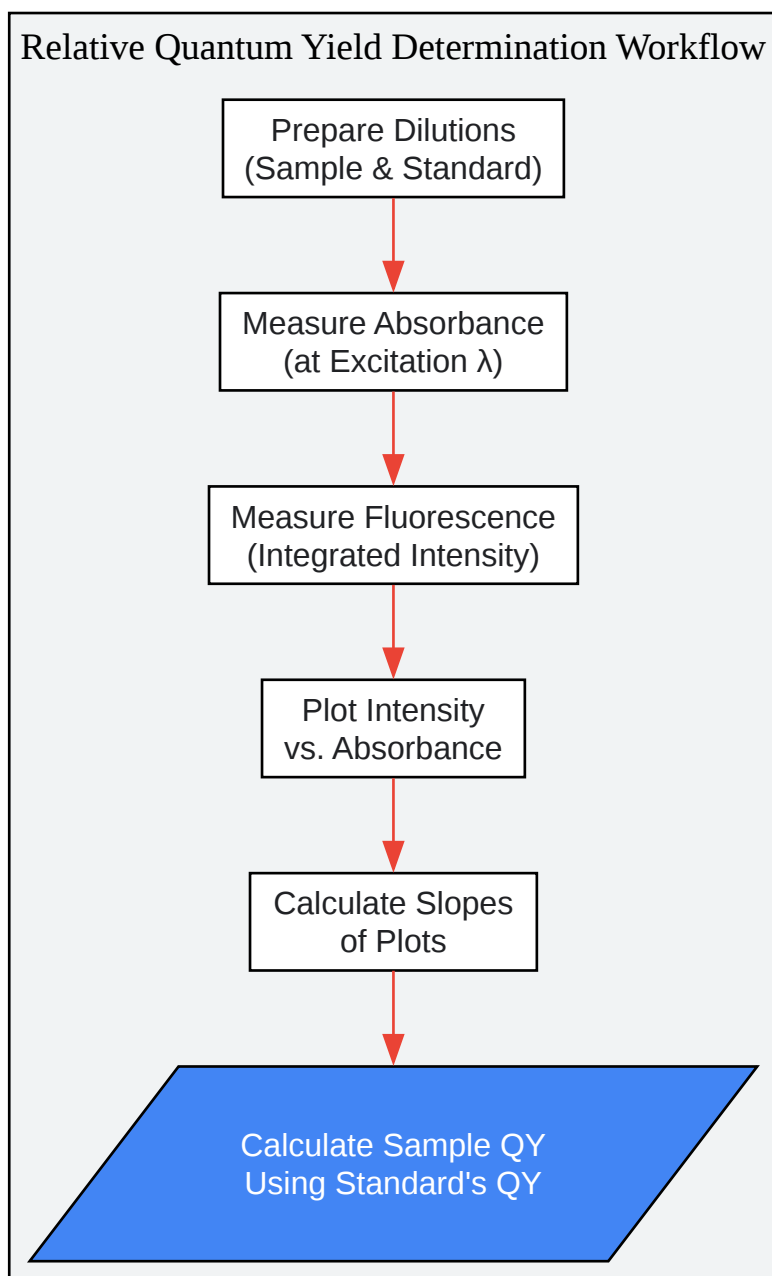 Relative Quantum Yield Determination Workflow
Prepare Dilutions
(Sample & Standard)
Measure Absorbance
(at Excitation λ)
Measure Fluorescence
(Integrated Intensity)
Plot Intensity
vs. Absorbance
Calculate Slopes
of Plots
Calculate Sample QY
Using Standard's QY